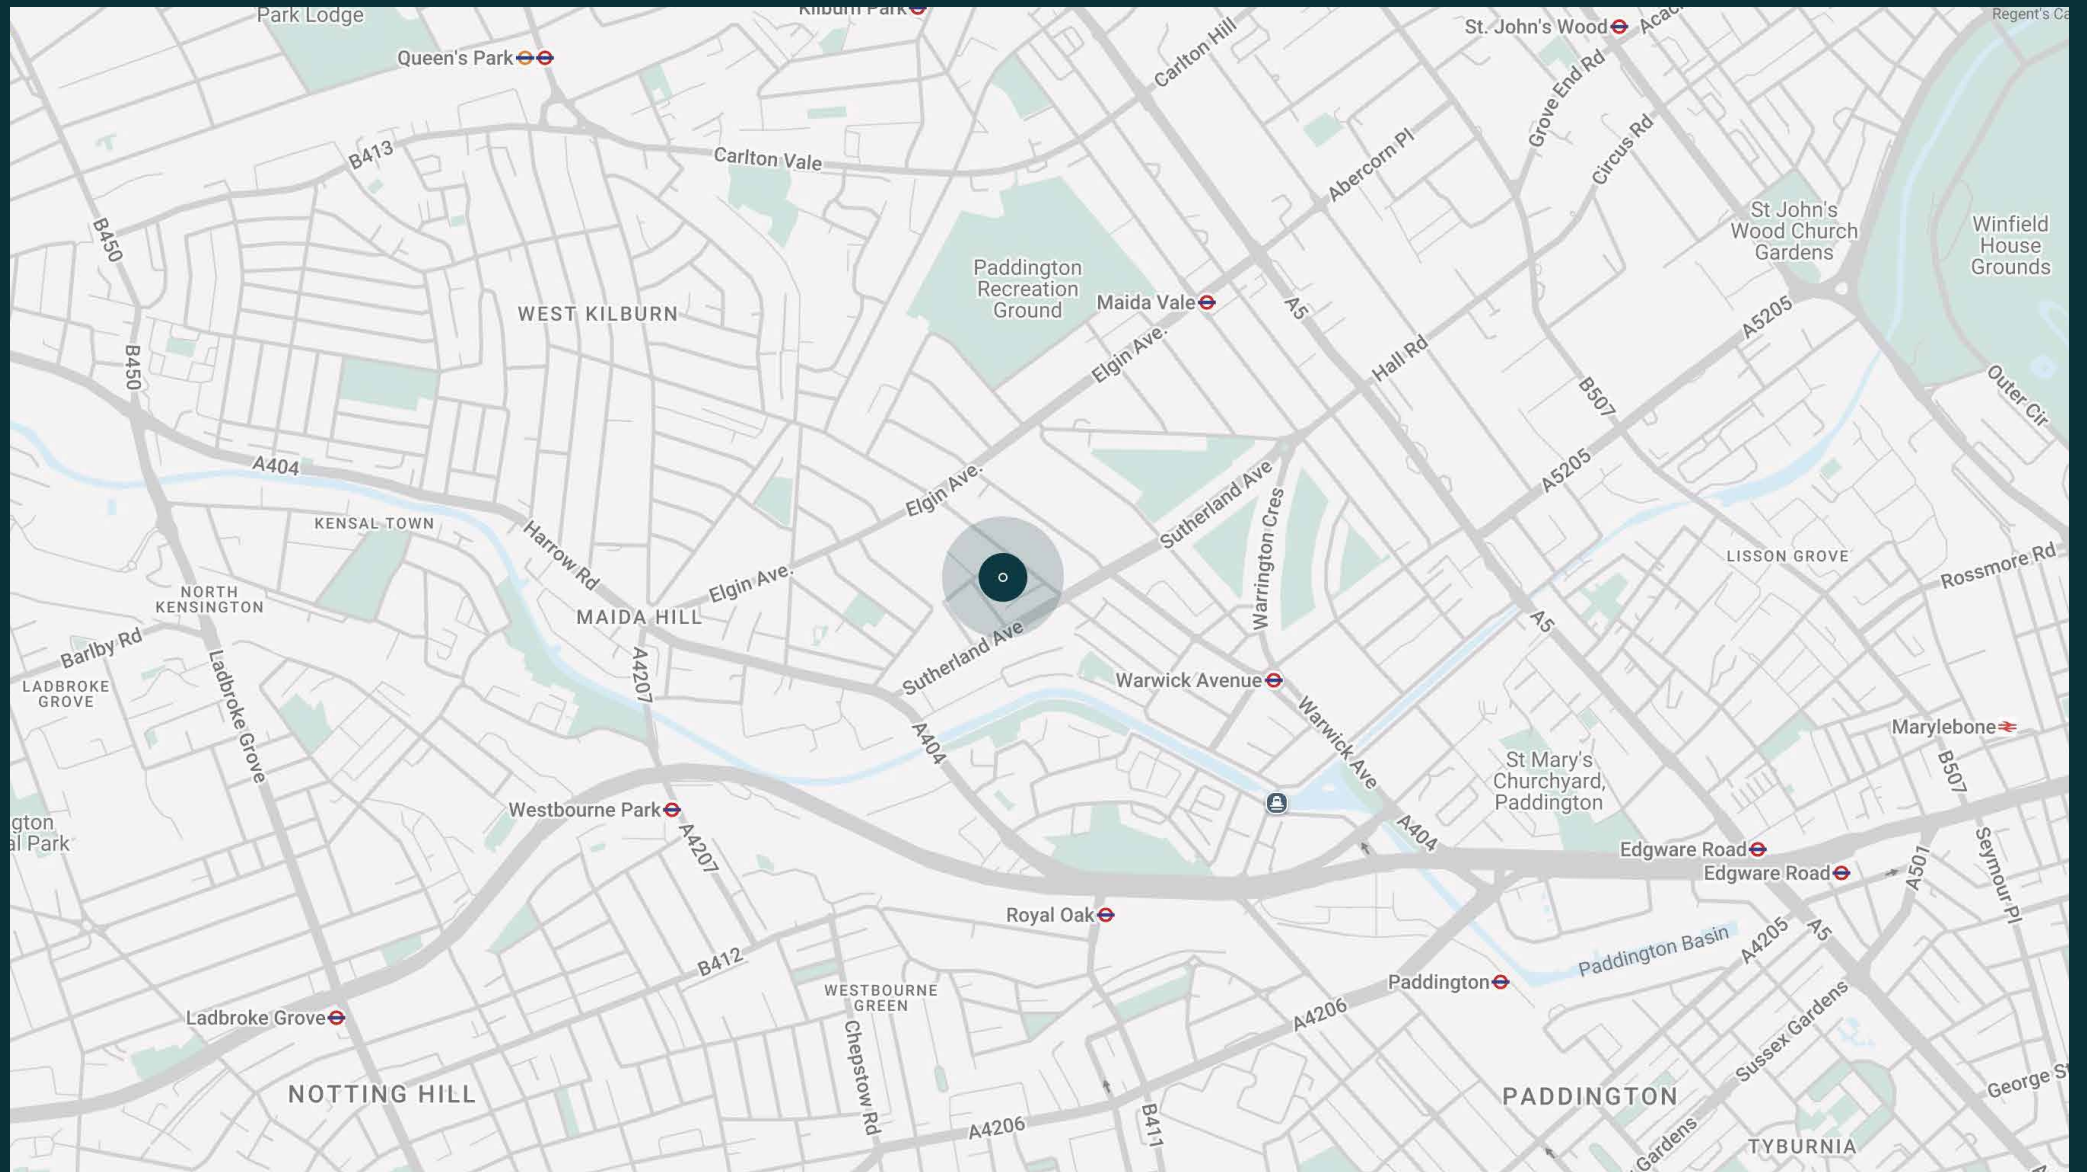 Park Lodge
Kilburn Park
St. John's Wood
Regent's Ca
Queen's Park
Carlton Hill
Grove End Rd
Circus Rd
B413
Carlton Vale
Abercorn Pl
St John's
Wood Church
Gardens
Winfield
House
Grounds
B450
Paddington
Recreation
Ground
Maida Vale
A5
WEST KILBURN
A5205
B450
Elgin Ave.
Hall Rd
B507
Outer Cir
A404
Elgin Ave.
Sutherland Ave
A5205
KENSAL TOWN
Harrow Rd
Warrington Cres
LISSON GROVE
Rossmore Rd
NORTH
KENSINGTON
Elgin Ave.
MAIDA HILL
A5
Barlby Rd
Sutherland Ave
LADBROKE
GROVE
Ladbroke Grove
A4207
Warwick Avenue
Warwick Ave
A404
Marylebone
St Mary's
Churchyard,
Paddington
B507
Westbourne Park
gton
al Park
A4207
A404
Edgware Road
Edgware Road
A501
Seymour Pl
Royal Oak
B412
Paddington Basin
A4205
A5
WESTBOURNE
GREEN
Paddington
Ladbroke Grove
A4206
Sussex Gardens
Chepstow Rd
NOTTING HILL
PADDINGTON
George St
A4206
B411
Gardens
TYBURNIA